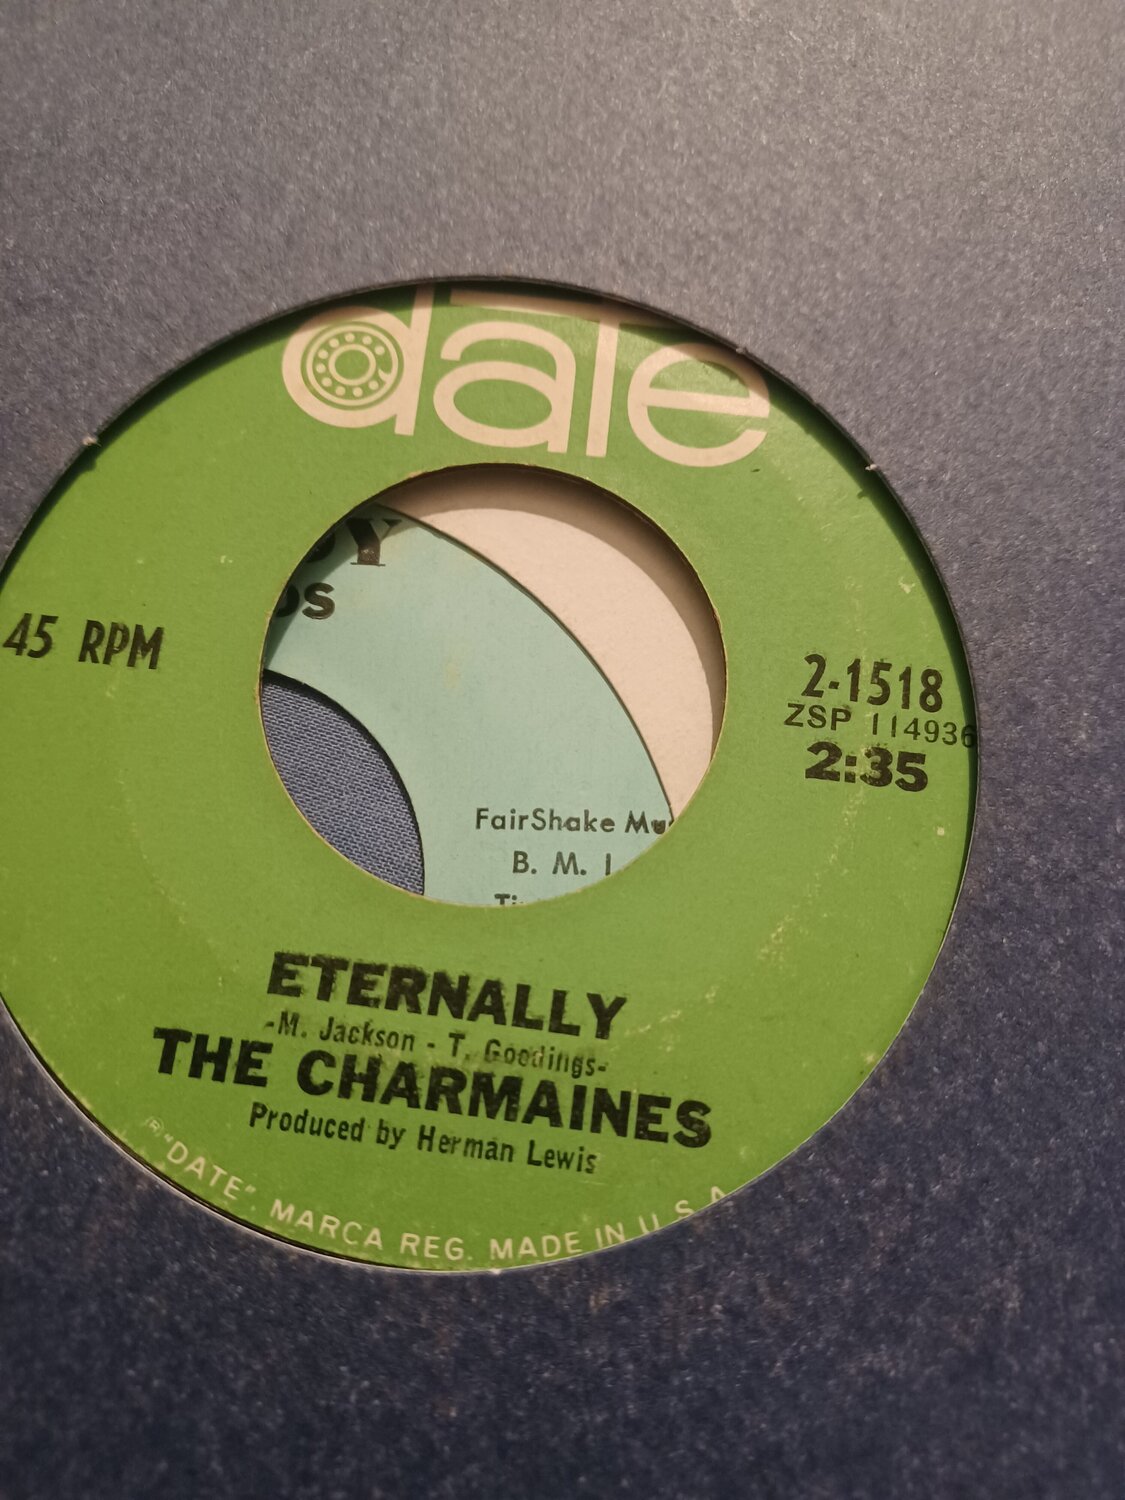 date
45 RPM
2-1518
ZSP 114936
2:35
FairShake
B. M. I
ETERNALLY
-M. Jackson - T. Goodings-
THE CHARMAINES
Produced by Herman Lewis
® "DATE". MARCA REG. MADE IN U.S.A